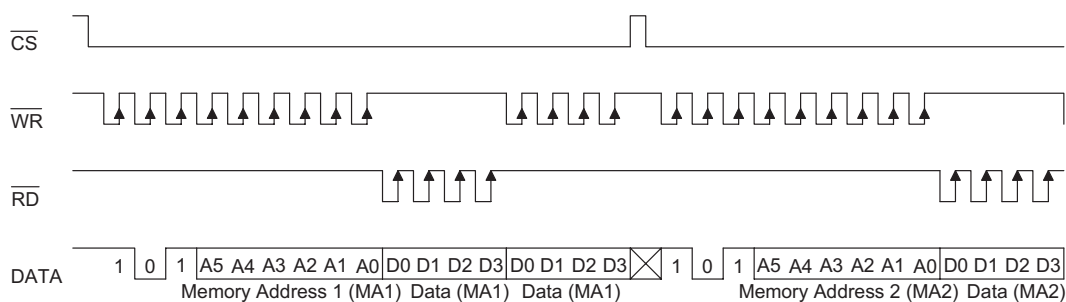 CS
WR
RD
DATA 1 0 1 A5 A4 A3 A2 A1 A0 D0 D1 D2 D3 D0 D1 D2 D3 1 0 1 A5 A4 A3 A2 A1 A0 D0 D1 D2 D3
Memory Address 1 (MA1) Data (MA1) Data (MA1) Memory Address 2 (MA2) Data (MA2)